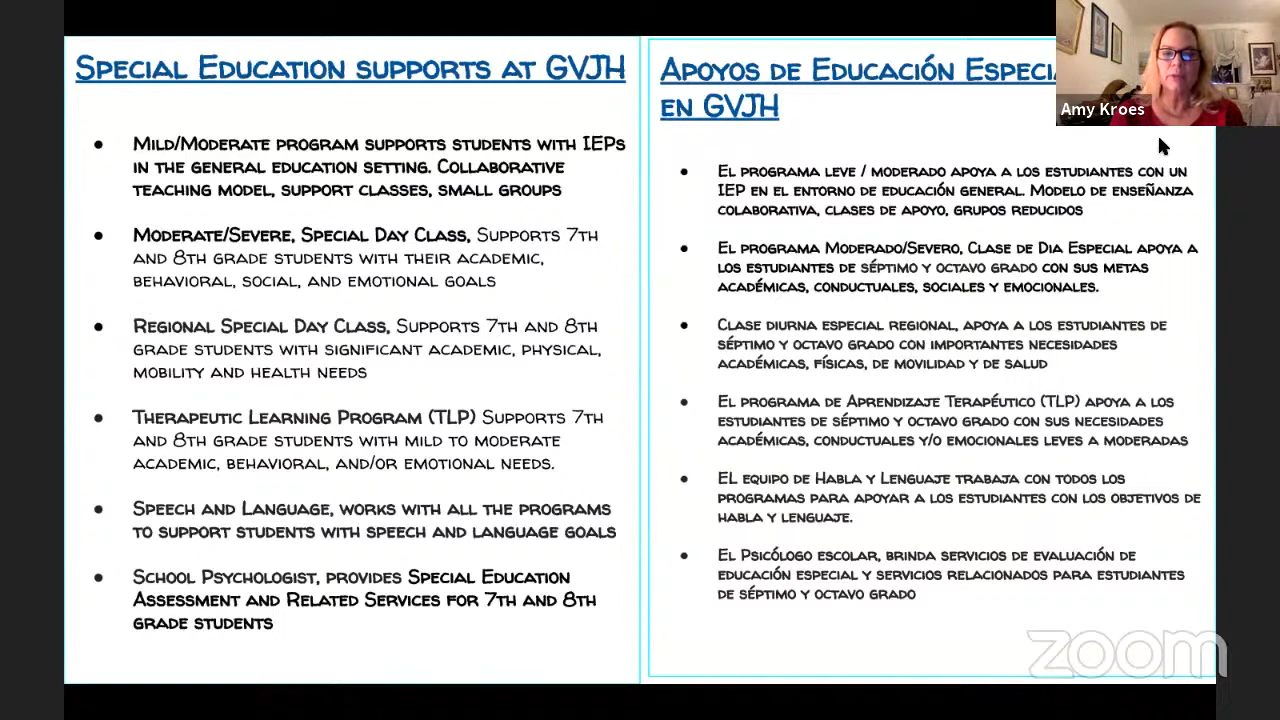 Special Education supports at GVJH
Mild/Moderate program supports students with IEPs
in the general education setting. Collaborative
teaching model, support classes, small groups
Moderate/Severe, Special Day Class, Supports 7th
and 8th grade students with their academic,
behavioral, social, and emotional goals
Regional Special Day Class, Supports 7th and 8th
grade students with significant academic, physical,
mobility and health needs
Therapeutic Learning Program (TLP) Supports 7th
and 8th grade students with mild to moderate
academic, behavioral, and/or emotional needs.
Speech and Language, works with all the programs
to support students with speech and language goals
School Psychologist, provides Special Education
Assessment and Related Services for 7th and 8th
grade students
Apoyos de Educación Especi
en GVJH
El programa leve / moderado apoya a los estudiantes con un
IEP en el entorno de educación general. Modelo de enseñanza
colaborativa, clases de apoyo, grupos reducidos
El programa Moderado/Severo, Clase de Dia Especial apoya a
los estudiantes de séptimo y octavo grado con sus metas
académicas, conductuales, sociales y emocionales.
Clase diurna especial regional, apoya a los estudiantes de
séptimo y octavo grado con importantes necesidades
académicas, físicas, de movilidad y de salud
El programa de Aprendizaje Terapéutico (TLP) apoya a los
estudiantes de séptimo y octavo grado con sus necesidades
académicas, conductuales y/o emocionales leves a moderadas
El equipo de Habla y Lenguaje trabaja con todos los
programas para apoyar a los estudiantes con los objetivos de
habla y lenguaje.
El Psicólogo escolar, brinda servicios de evaluación de
educación especial y servicios relacionados para estudiantes
de séptimo y octavo grado
Amy Kroes
zoom